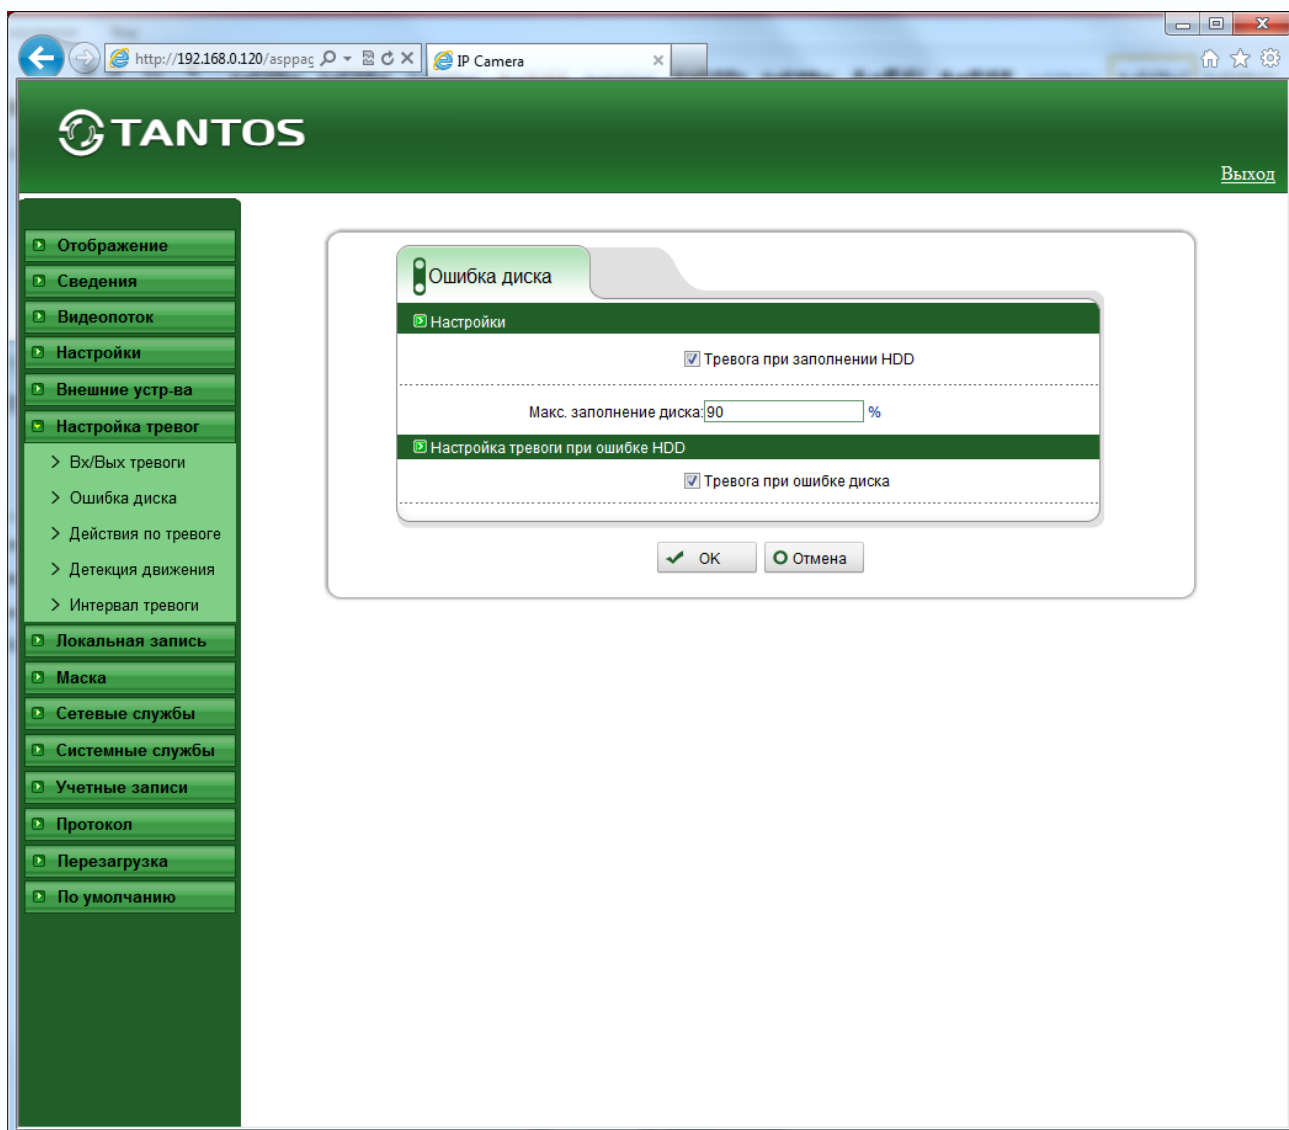 http://192.168.0.120/asppag
IP Camera
TANTOS
Выход
Отображение
Сведения
Видеопоток
Настройки
Внешние устр-ва
Настройка тревог
> Вх/Вых тревоги
> Ошибка диска
> Действия по тревоге
> Детекция движения
> Интервал тревоги
Локальная запись
Маска
Сетевые службы
Системные службы
Учетные записи
Протокол
Перезагрузка
По умолчанию
Ошибка диска
Настройки
Тревога при заполнении HDD
Макс. заполнение диска: 90 %
Настройка тревоги при ошибке HDD
Тревога при ошибке диска
OK
Отмена